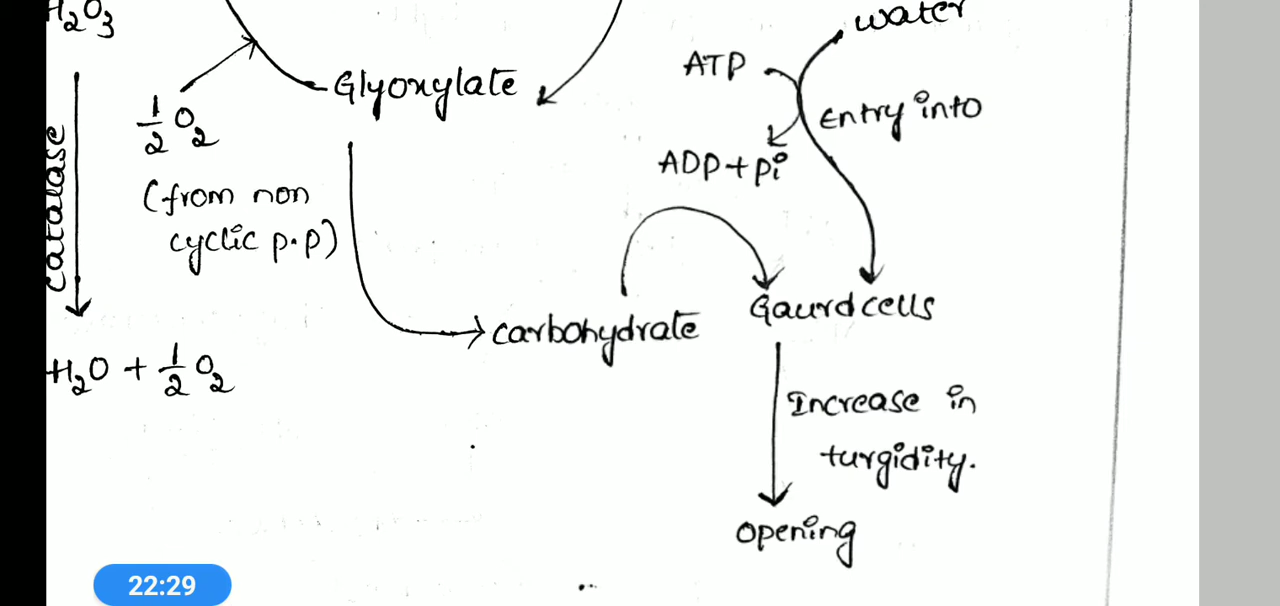 H₂O₃
water
ATP
Glyoxylate
½ O₂
Entry into
ADP + Pi
catalase
(from non
cyclic p.p)
Gaurd cells
carbohydrate
H₂O + ½ O₂
Increase in
turgidity.
Opening
22:29